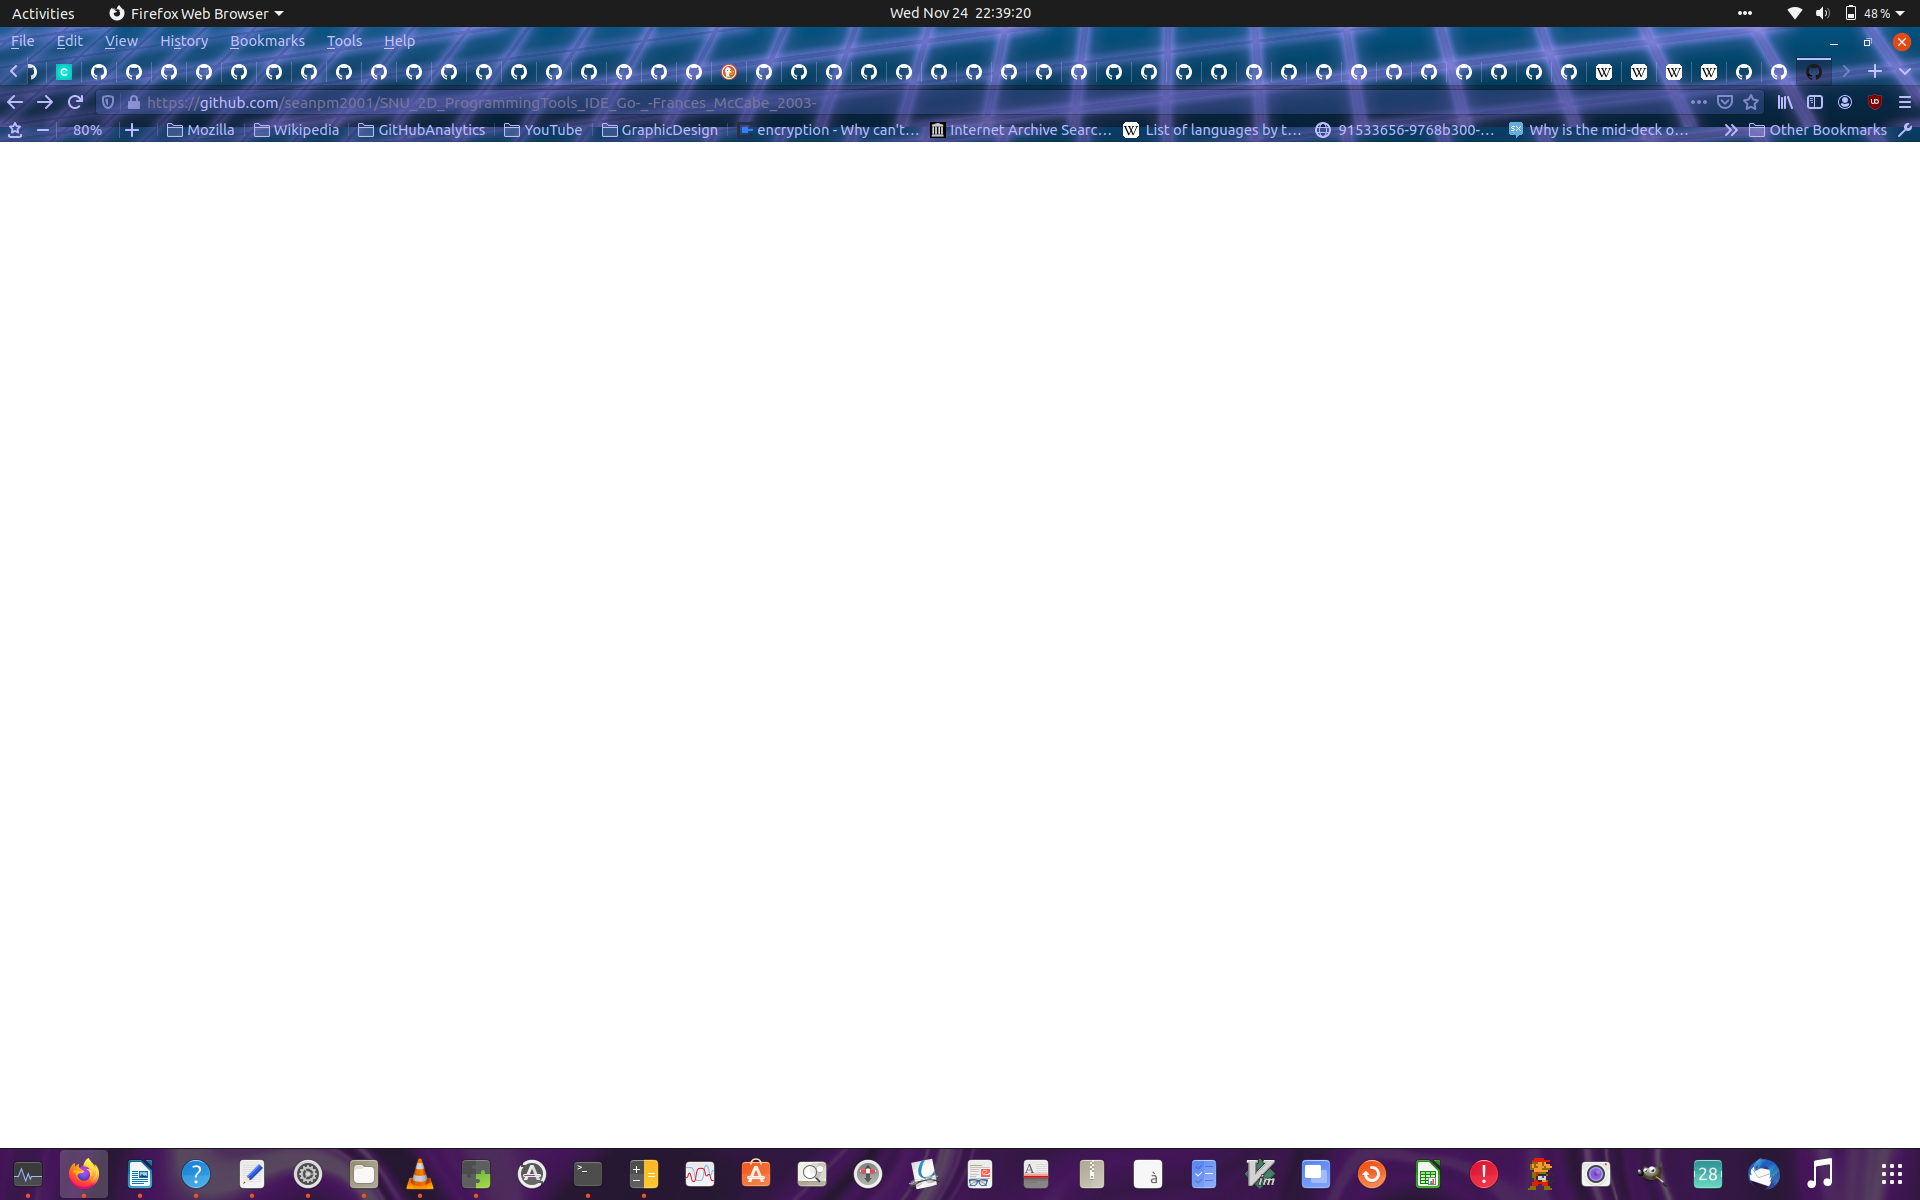 Activities Firefox Web Browser Wed Nov 24 22:39:20 48 %
File Edit View History Bookmarks Tools Help
https://github.com/seanpm2001/SNU_2D_ProgrammingTools_IDE_Go-_-Frances_McCabe_2003-
80% Mozilla Wikipedia GitHubAnalytics YouTube GraphicDesign encryption - Why can't… Internet Archive Searc… List of languages by t… 91533656-9768b300-… Why is the mid-deck o… Other Bookmarks
28